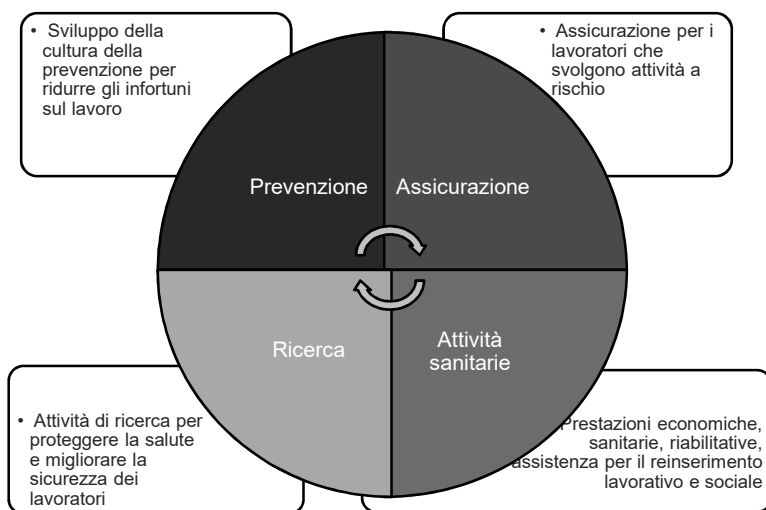 • Sviluppo della
cultura della
prevenzione per
ridurre gli infortuni
sul lavoro
• Assicurazione per i
lavoratori che
svolgono attività a
rischio
Prevenzione
Assicurazione
Ricerca
Attività
sanitarie
• Attività di ricerca per
proteggere la salute
e migliorare la
sicurezza dei
lavoratori
Prestazioni economiche,
sanitarie, riabilitative,
assistenza per il reinserimento
lavorativo e sociale